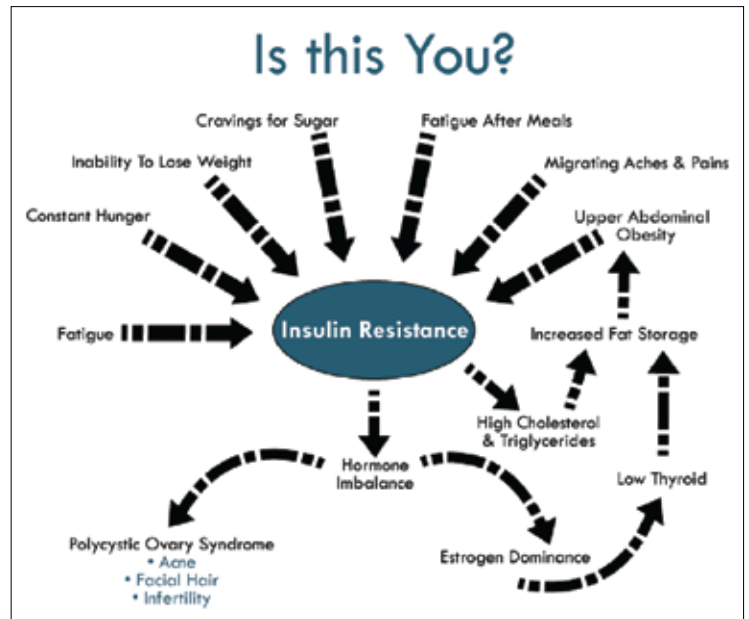 Is this You?
Cravings for Sugar
Fatigue After Meals
Inability To Lose Weight
Migrating Aches & Pains
Constant Hunger
Upper Abdominal
Obesity
Fatigue
Insulin Resistance
Increased Fat Storage
High Cholesterol
& Triglycerides
Hormone
Imbalance
Low Thyroid
Polycystic Ovary Syndrome
• Acne
• Facial Hair
• Infertility
Estrogen Dominance